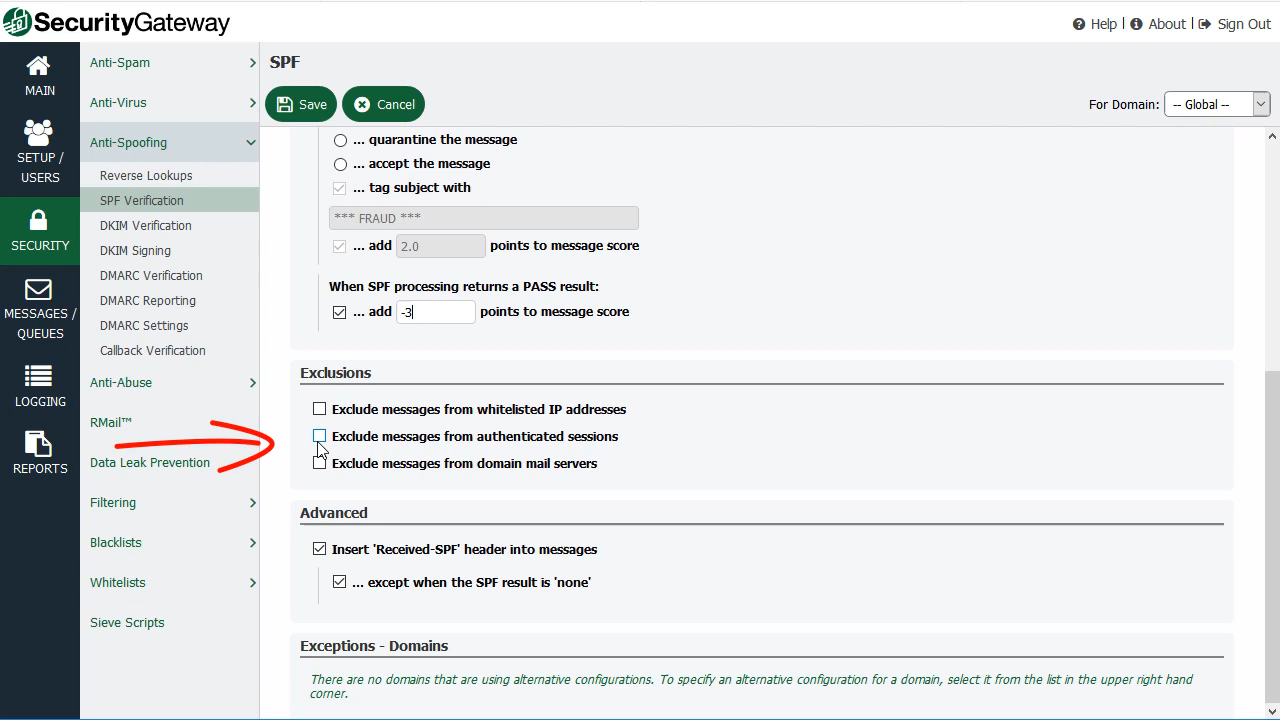 SecurityGateway
Help | About | Sign Out
MAIN
SETUP /
USERS
SECURITY
MESSAGES /
QUEUES
LOGGING
REPORTS
Anti-Spam
Anti-Virus
Anti-Spoofing
Reverse Lookups
SPF Verification
DKIM Verification
DKIM Signing
DMARC Verification
DMARC Reporting
DMARC Settings
Callback Verification
Anti-Abuse
RMail™
Data Leak Prevention
Filtering
Blacklists
Whitelists
Sieve Scripts
SPF
Save Cancel
For Domain: -- Global --
... quarantine the message
... accept the message
... tag subject with
*** FRAUD ***
... add 2.0 points to message score
When SPF processing returns a PASS result:
... add -3 points to message score
Exclusions
Exclude messages from whitelisted IP addresses
Exclude messages from authenticated sessions
Exclude messages from domain mail servers
Advanced
Insert 'Received-SPF' header into messages
... except when the SPF result is 'none'
Exceptions - Domains
There are no domains that are using alternative configurations. To specify an alternative configuration for a domain, select it from the list in the upper right hand
corner.